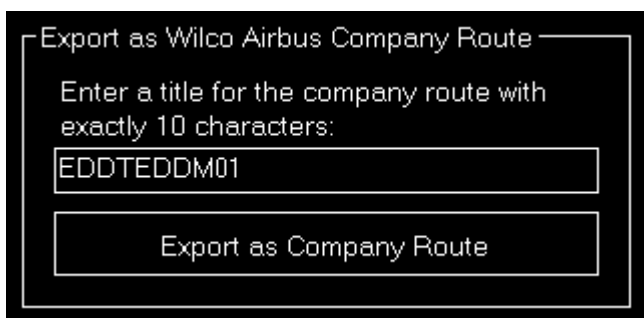 Export as Wilco Airbus Company Route
Enter a title for the company route with
exactly 10 characters:
EDDTEDDM01
Export as Company Route